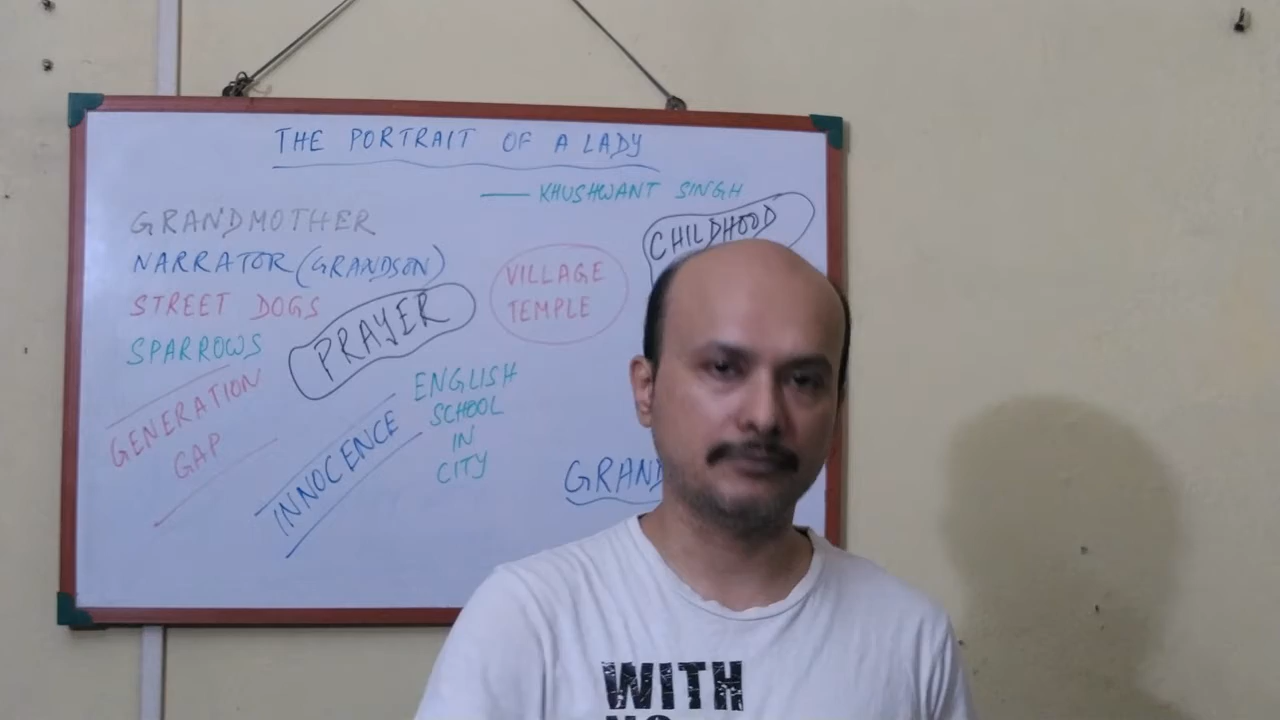 THE PORTRAIT OF A LADY
— KHUSHWANT SINGH
GRANDMOTHER
NARRATOR (GRANDSON)
STREET DOGS
SPARROWS
GENERATION
GAP
PRAYER
INNOCENCE
VILLAGE
TEMPLE
ENGLISH
SCHOOL
IN
CITY
CHILDHOOD
GRAND
WITH